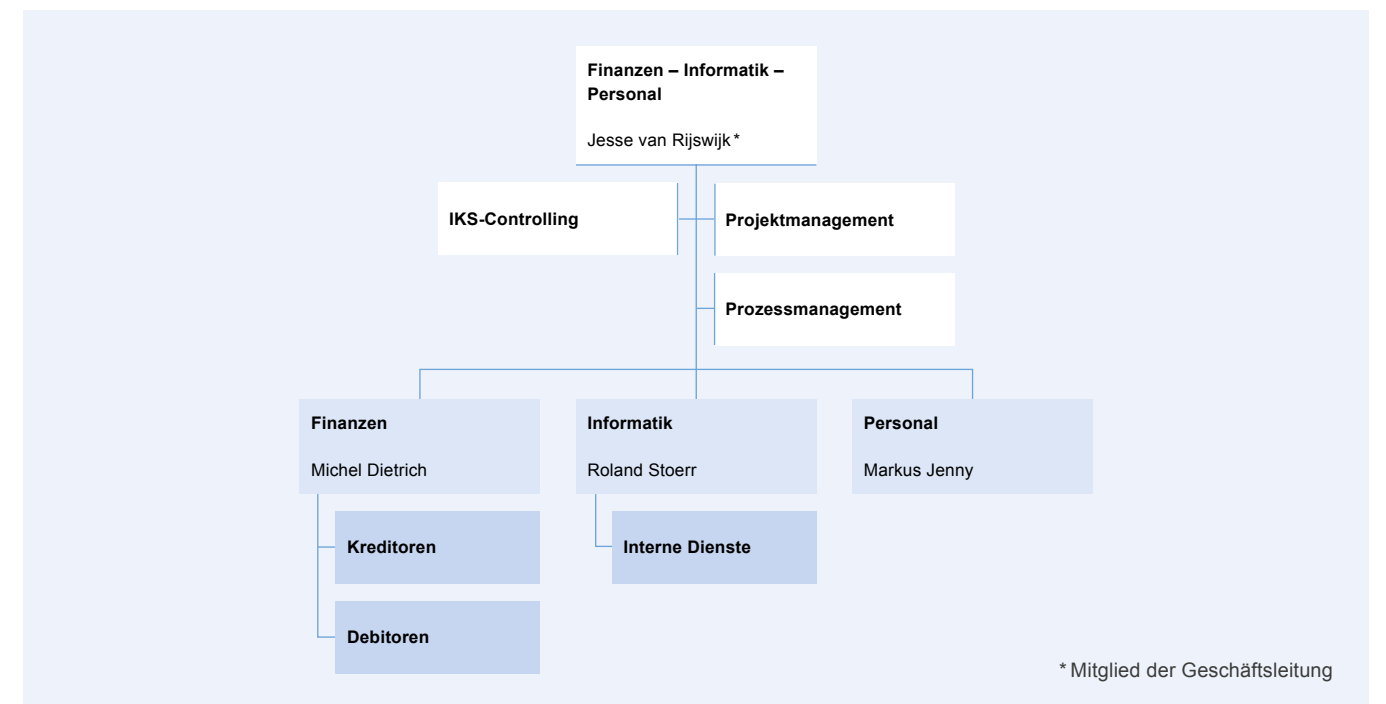 Finanzen – Informatik –
Personal
Jesse van Rijswijk *
IKS-Controlling
Projektmanagement
Prozessmanagement
Finanzen
Michel Dietrich
Informatik
Roland Stoerr
Personal
Markus Jenny
Kreditoren
Interne Dienste
Debitoren
* Mitglied der Geschäftsleitung